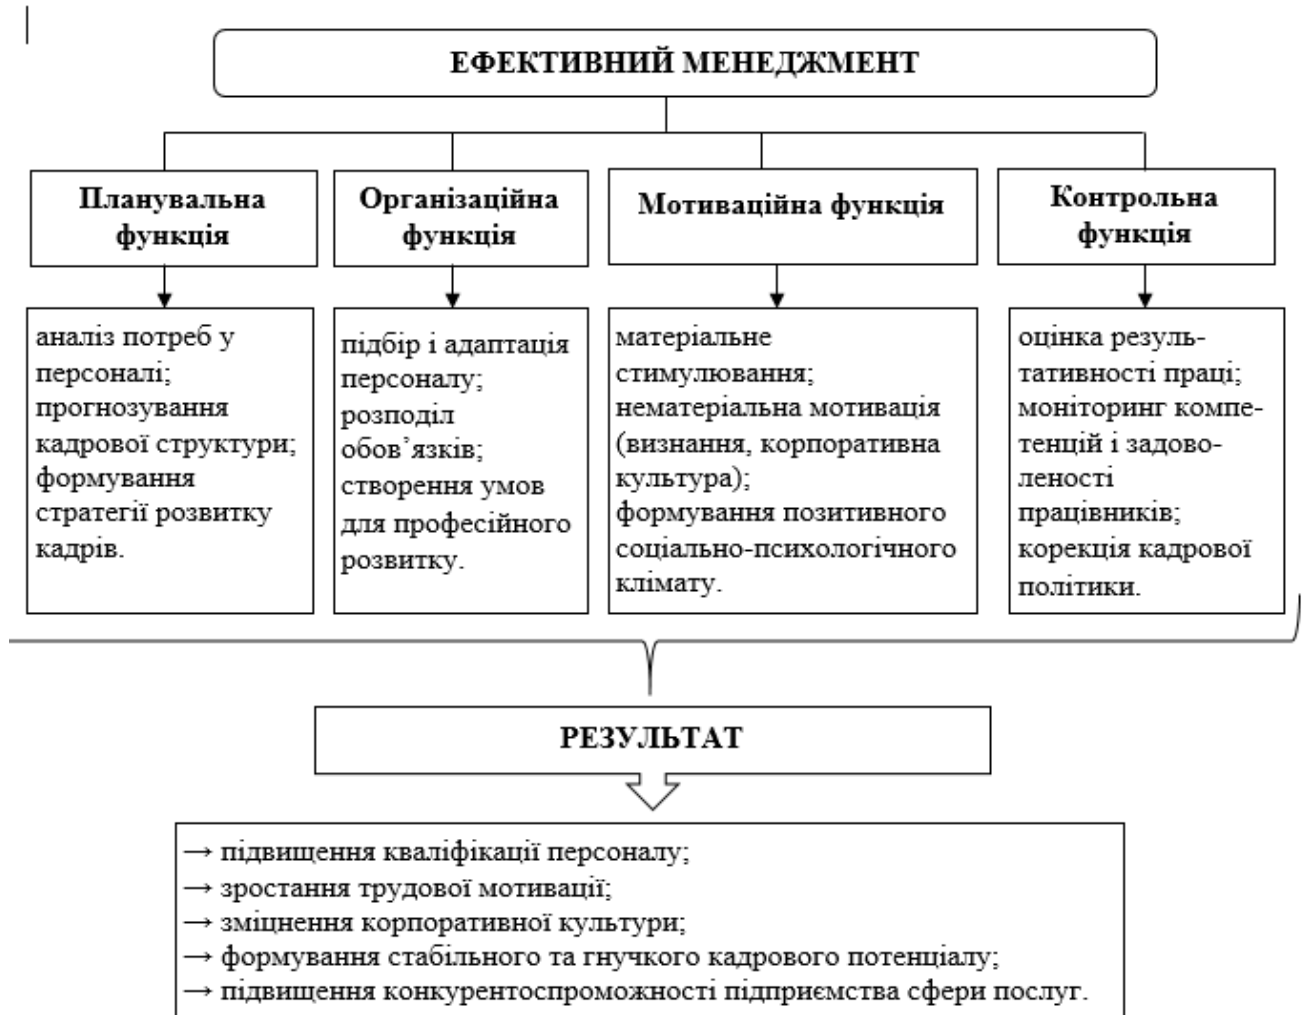 ЕФЕКТИВНИЙ МЕНЕДЖМЕНТ
Планувальна
функція
Організаційна
функція
Мотиваційна функція
Контрольна
функція
аналіз потреб у
персоналі;
прогнозування
кадрової структури;
формування
стратегії розвитку
кадрів.
підбір і адаптація
персоналу;
розподіл
обов’язків;
створення умов
для професійного
розвитку.
матеріальне
стимулювання;
нематеріальна мотивація
(визнання, корпоративна
культура);
формування позитивного
соціально-психологічного
клімату.
оцінка резуль-
тативності праці;
моніторинг компе-
тенцій і задово-
леності
працівників;
корекція кадрової
політики.
РЕЗУЛЬТАТ
→ підвищення кваліфікації персоналу;
→ зростання трудової мотивації;
→ зміцнення корпоративної культури;
→ формування стабільного та гнучкого кадрового потенціалу;
→ підвищення конкурентоспроможності підприємства сфери послуг.